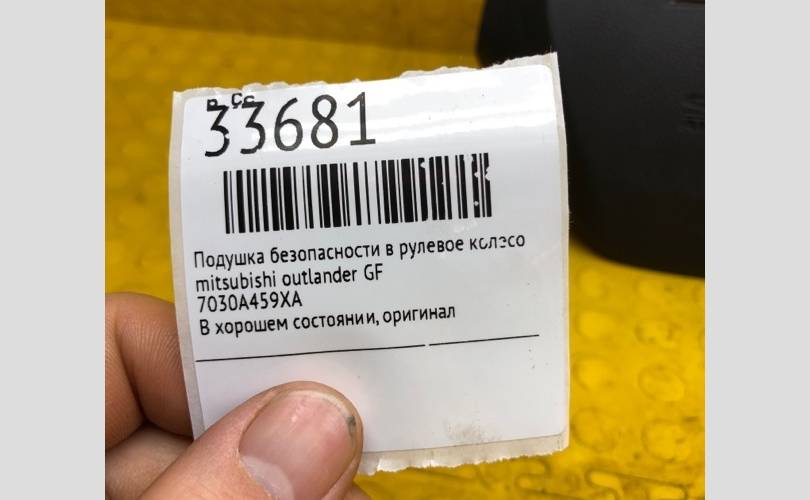 33681
Подушка безопасности в рулевое колесо
mitsubishi outlander GF
7030A459XA
В хорошем состоянии, оригинал